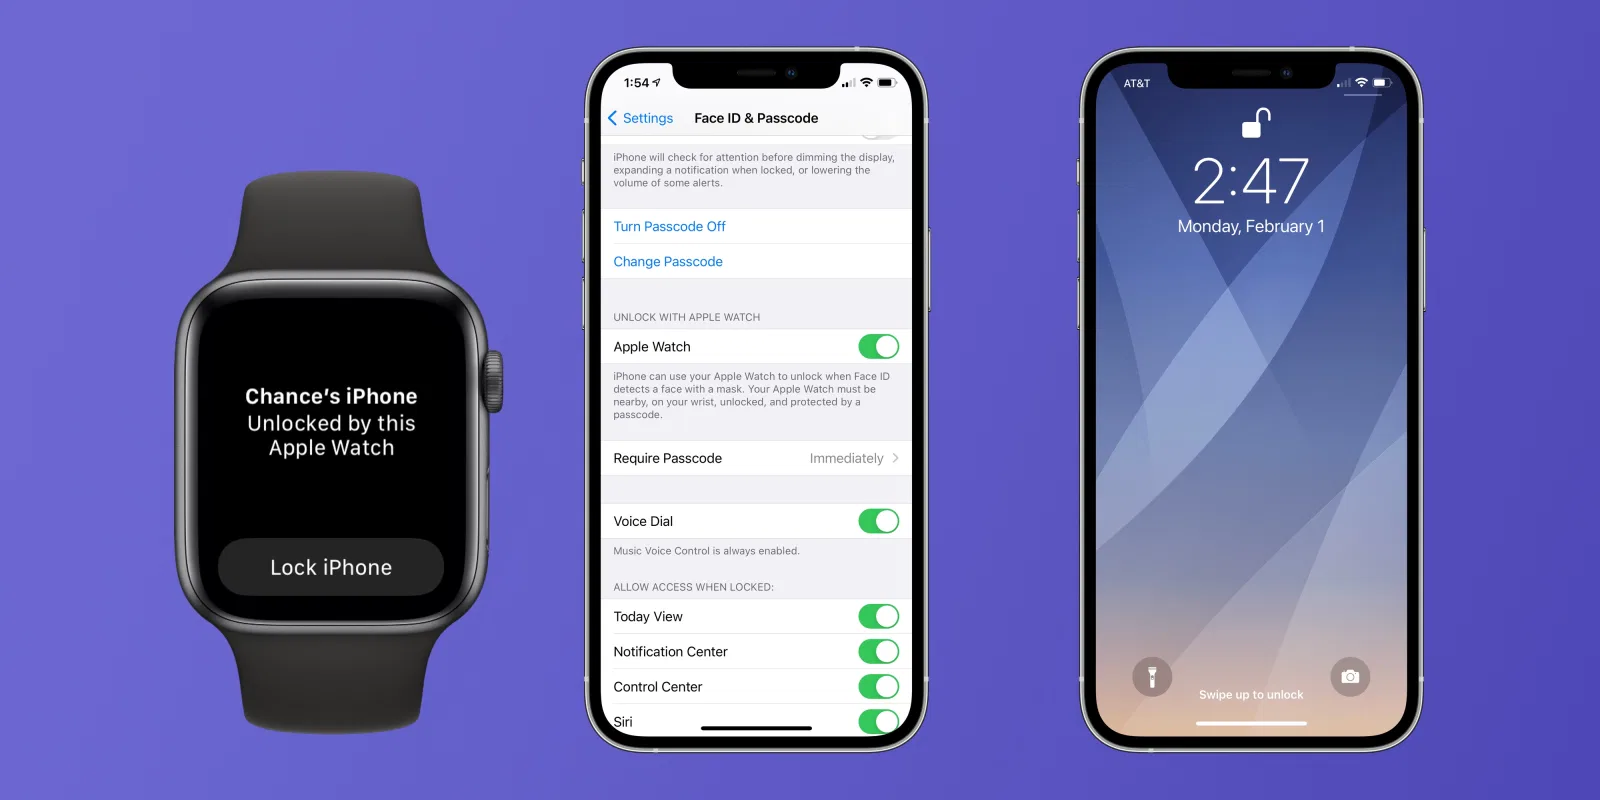 Chance's iPhone
Unlocked by this
Apple Watch
Lock iPhone
1:54
Settings
Face ID & Passcode
iPhone will check for attention before dimming the display,
expanding a notification when locked, or lowering the
volume of some alerts.
Turn Passcode Off
Change Passcode
UNLOCK WITH APPLE WATCH
Apple Watch
iPhone can use your Apple Watch to unlock when Face ID
detects a face with a mask. Your Apple Watch must be
nearby, on your wrist, unlocked, and protected by a
passcode.
Require Passcode Immediately
Voice Dial
Music Voice Control is always enabled.
ALLOW ACCESS WHEN LOCKED:
Today View
Notification Center
Control Center
Siri
AT&T
2:47
Monday, February 1
Swipe up to unlock